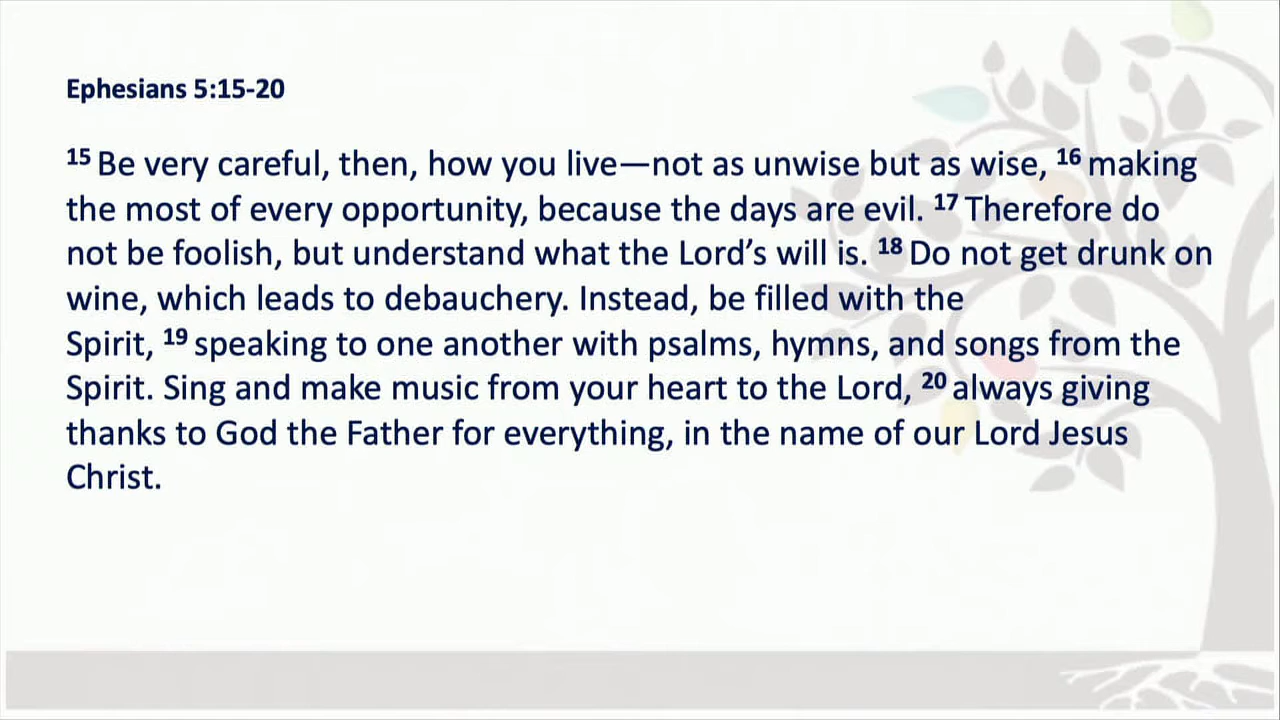 Ephesians 5:15-20
15 Be very careful, then, how you live—not as unwise but as wise, 16 making
the most of every opportunity, because the days are evil. 17 Therefore do
not be foolish, but understand what the Lord’s will is. 18 Do not get drunk on
wine, which leads to debauchery. Instead, be filled with the
Spirit, 19 speaking to one another with psalms, hymns, and songs from the
Spirit. Sing and make music from your heart to the Lord, 20 always giving
thanks to God the Father for everything, in the name of our Lord Jesus
Christ.